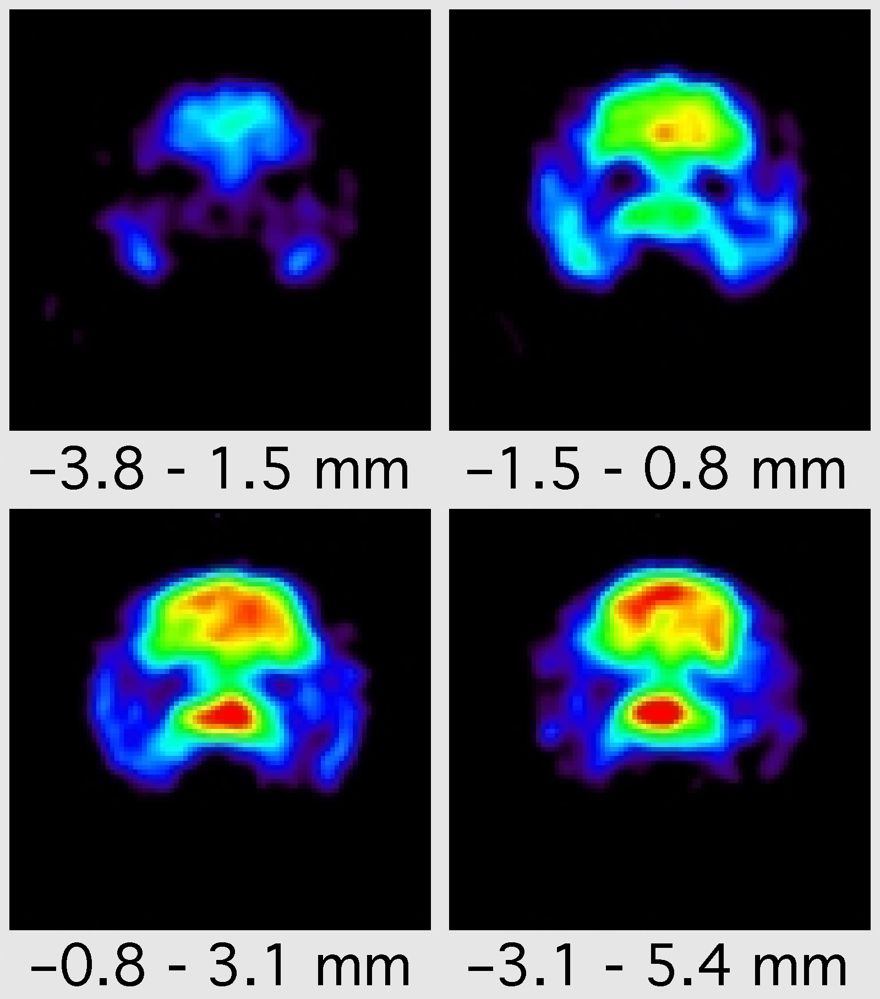 –3.8 - 1.5 mm
–1.5 - 0.8 mm
–0.8 - 3.1 mm
–3.1 - 5.4 mm